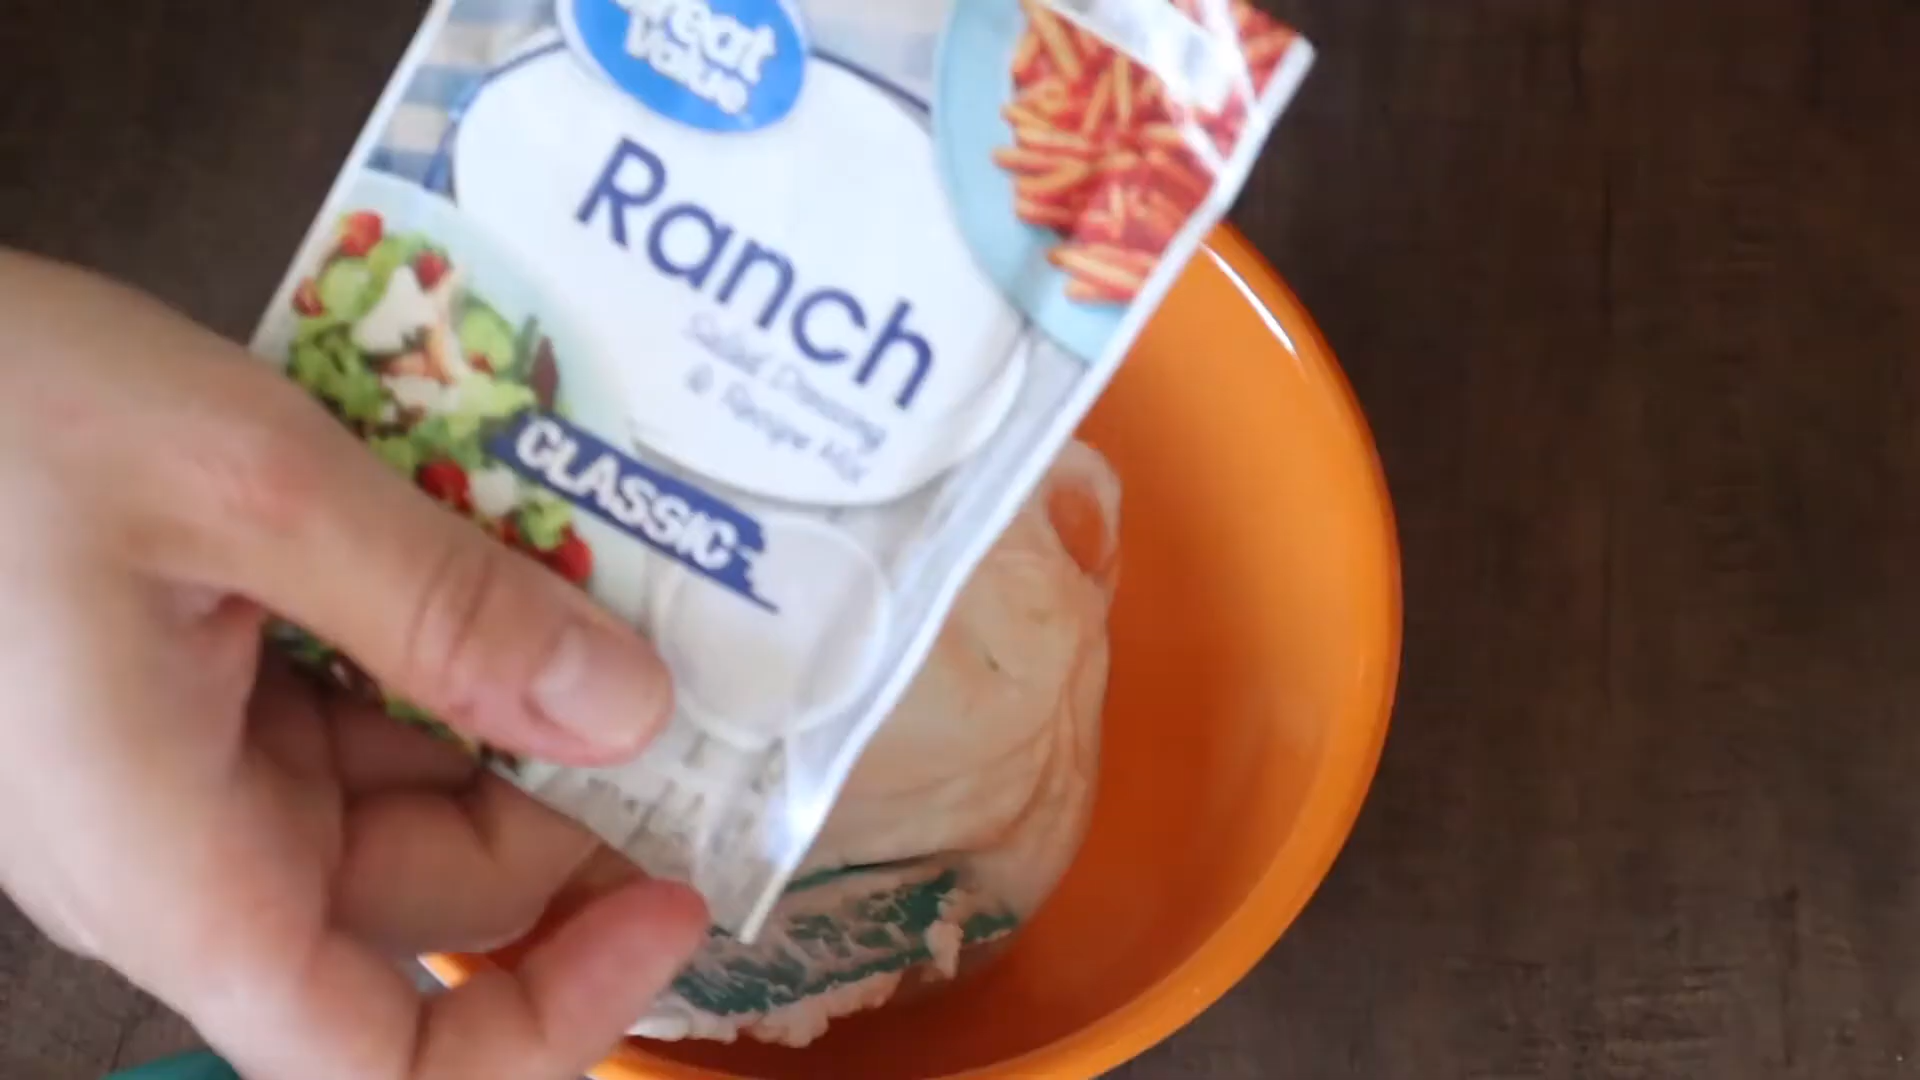 Great
Value
Ranch
Salad Dressing
& Recipe Mix
CLASSIC